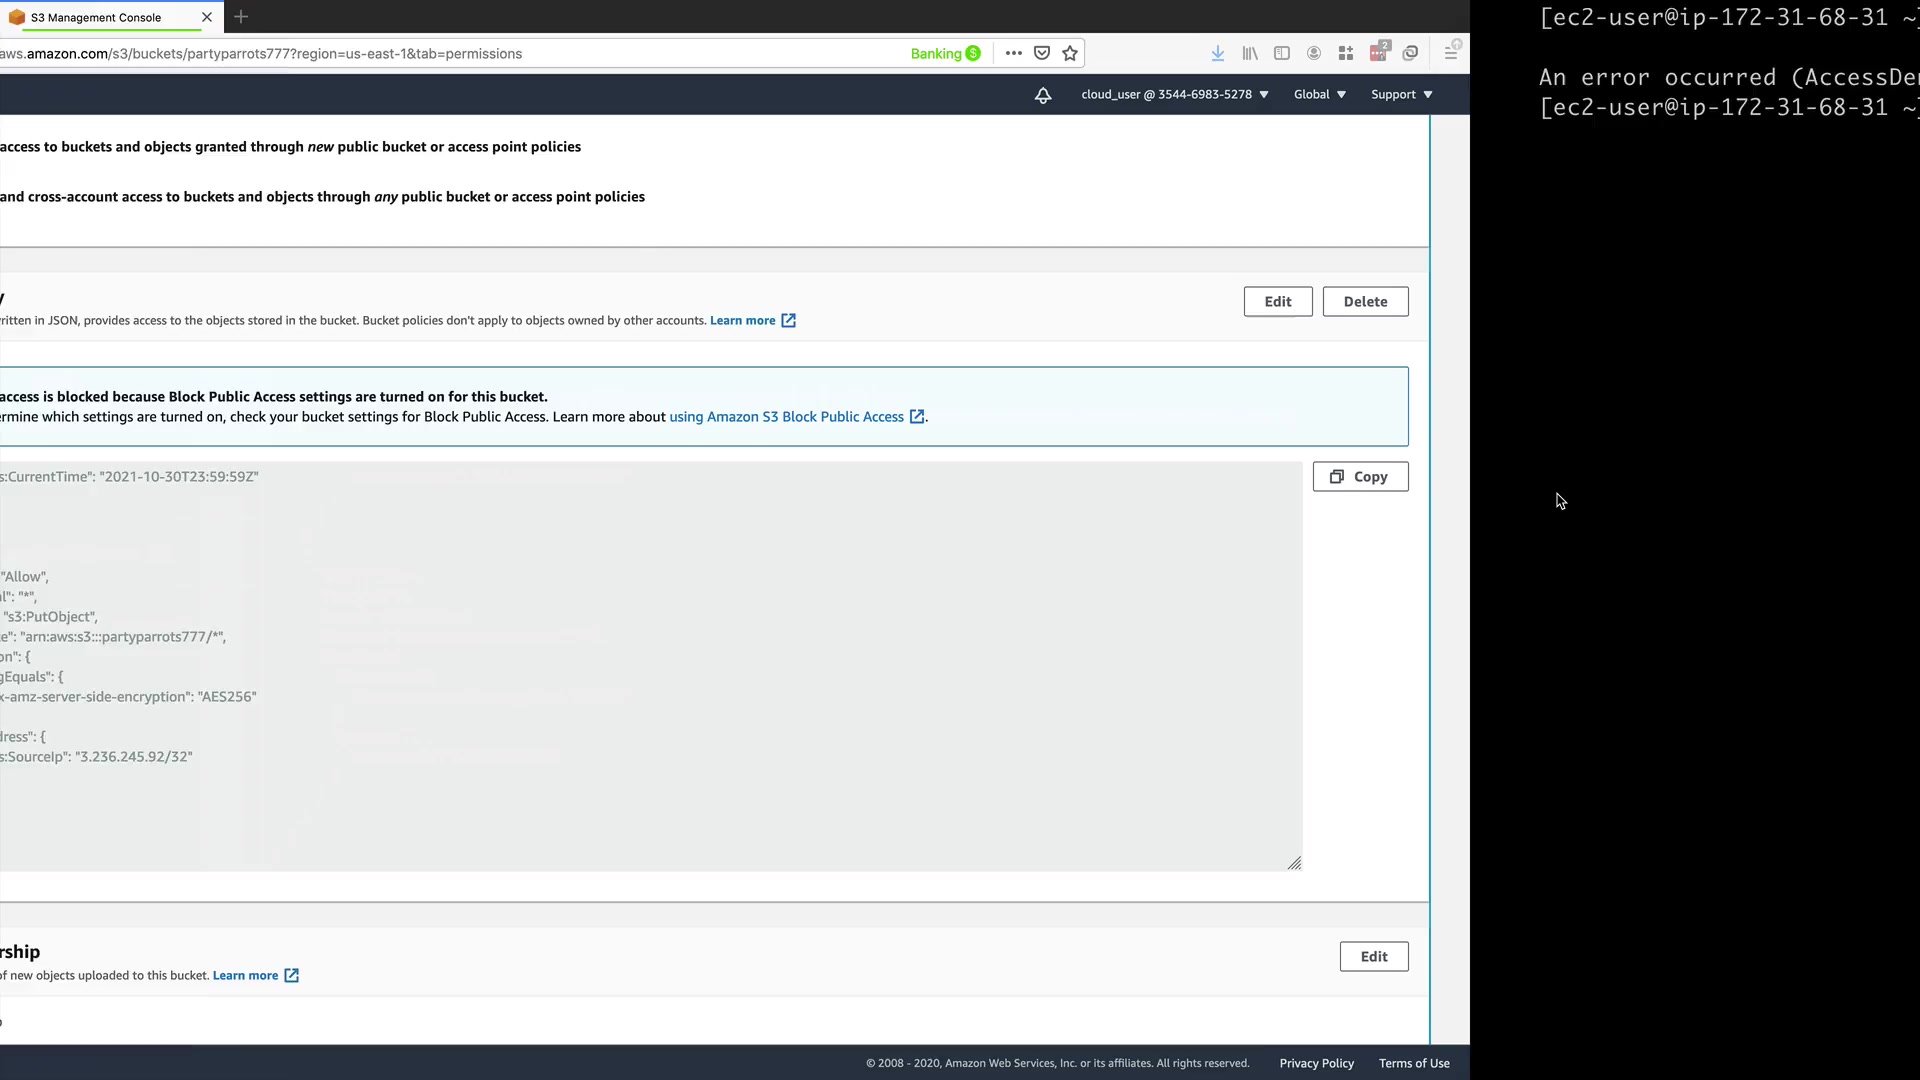 S3 Management Console
aws.amazon.com/s3/buckets/partyparrots777?region=us-east-1&tab=permissions
Banking
2
cloud_user @ 3544-6983-5278
Global
Support
access to buckets and objects granted through new public bucket or access point policies
and cross-account access to buckets and objects through any public bucket or access point policies
y
Edit
Delete
ritten in JSON, provides access to the objects stored in the bucket. Bucket policies don't apply to objects owned by other accounts. Learn more
access is blocked because Block Public Access settings are turned on for this bucket.
ermine which settings are turned on, check your bucket settings for Block Public Access. Learn more about using Amazon S3 Block Public Access .
s:CurrentTime": "2021-10-30T23:59:59Z"
Copy
"Allow",
l": "*",
"s3:PutObject",
e": "arn:aws:s3:::partyparrots777/*",
on": {
gEquals": {
x-amz-server-side-encryption": "AES256"
dress": {
s:SourceIp": "3.236.245.92/32"
rship
Edit
of new objects uploaded to this bucket. Learn more
© 2008 - 2020, Amazon Web Services, Inc. or its affiliates. All rights reserved.
Privacy Policy
Terms of Use
[ec2-user@ip-172-31-68-31 ~]
An error occurred (AccessDe
[ec2-user@ip-172-31-68-31 ~]